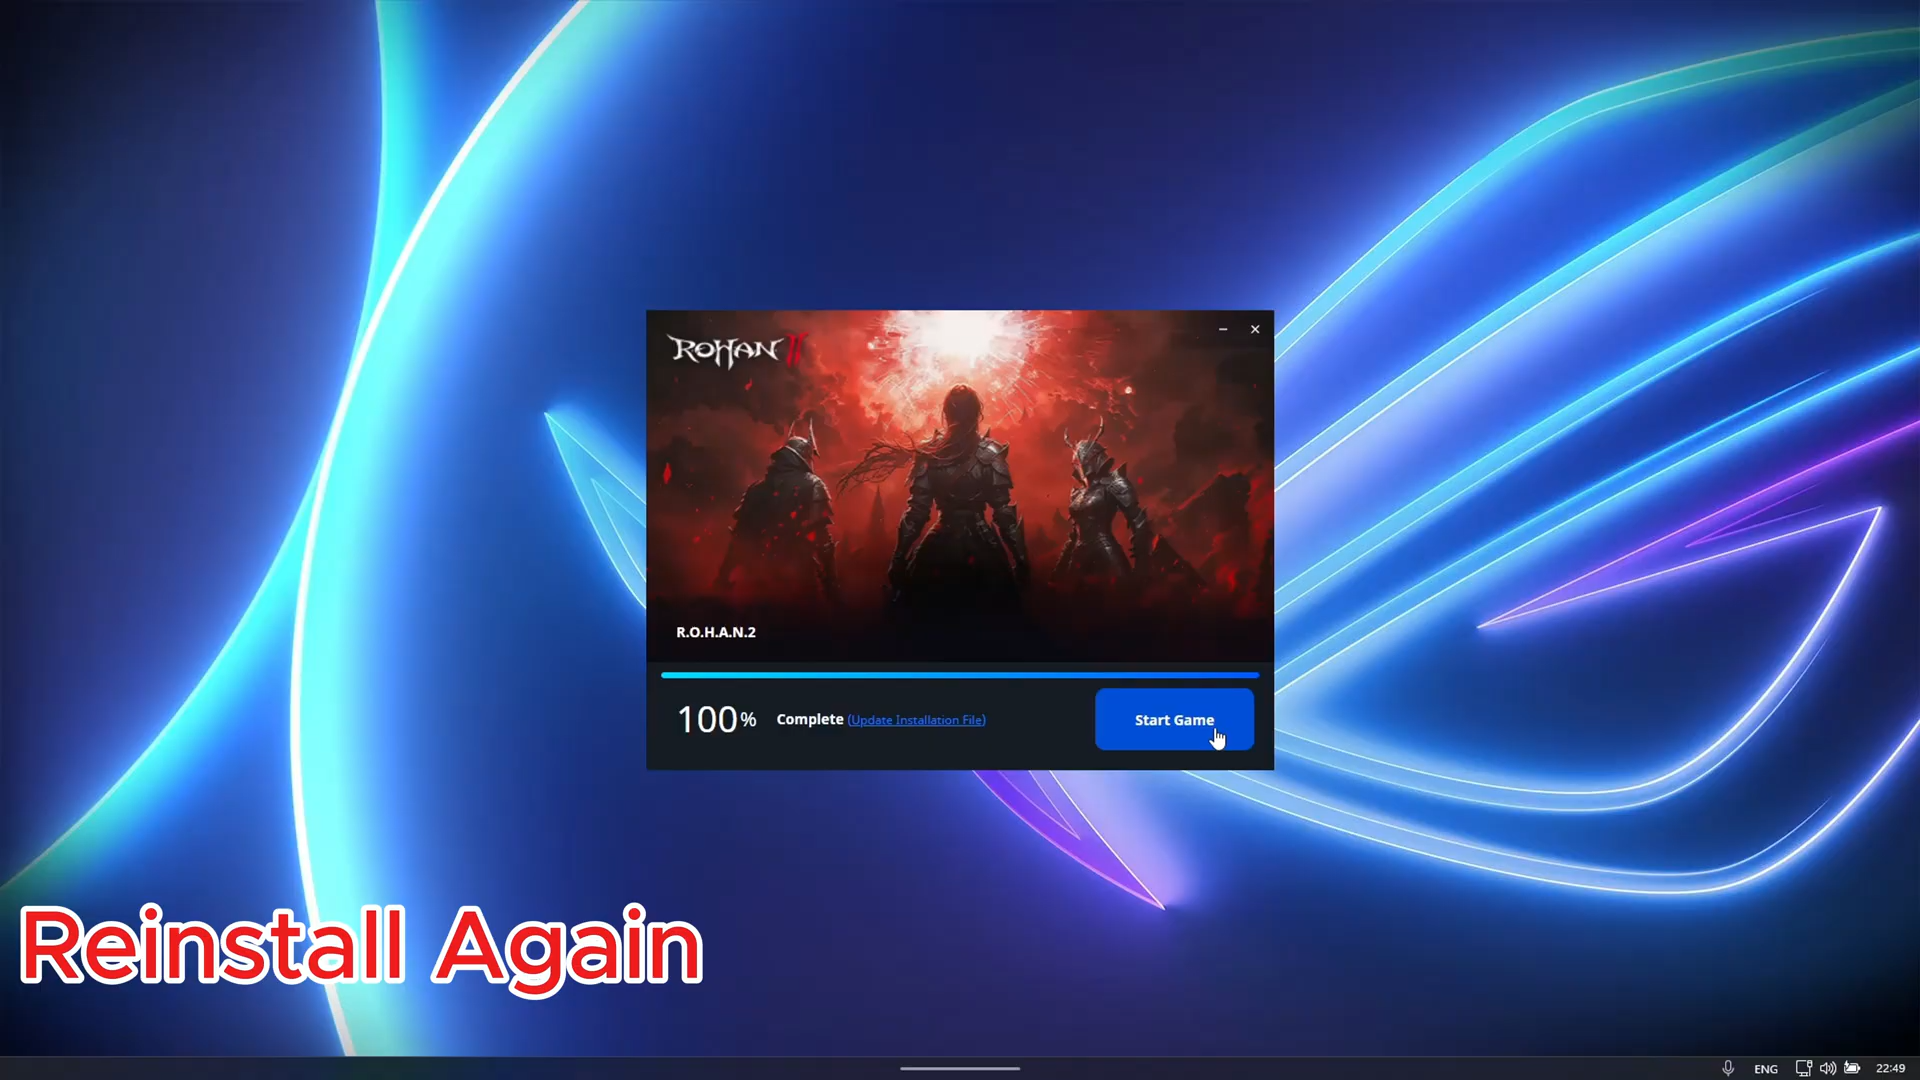 ROHAN II
R.O.H.A.N.2
100% Complete (Update Installation File)
Start Game
Reinstall Again
ENG
22:49